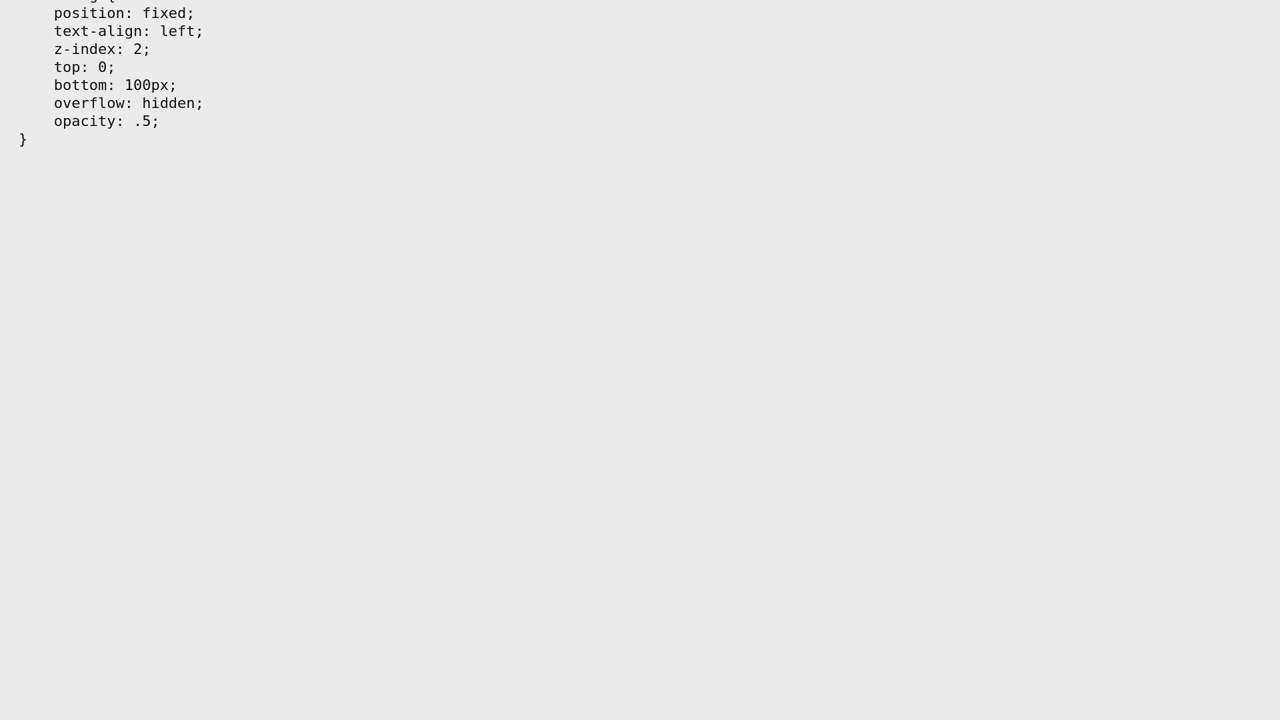 position: fixed;
    text-align: left;
    z-index: 2;
    top: 0;
    bottom: 100px;
    overflow: hidden;
    opacity: .5;
}